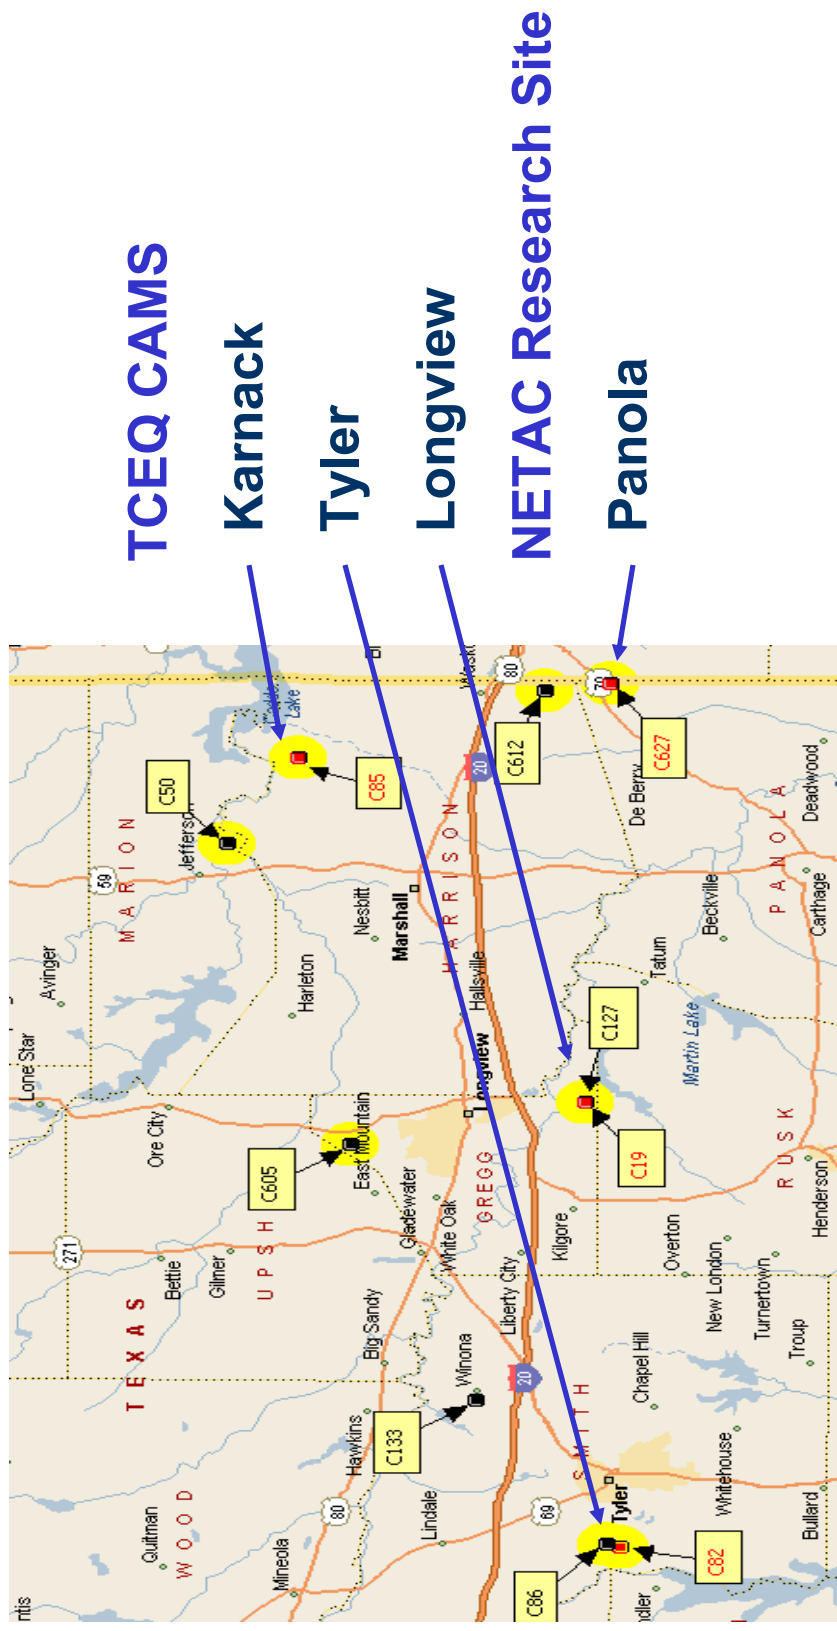 TCEQ CAMS
Karnack
Tyler
Longview
NETAC Research Site
Panola
Lone Star
Avinger
59
MARION
C50
Jefferson
Lake
271
TEXAS
Ore City
Bettie
Gilmer
UPSH
C605
East Mountain
Harleton
Nesbitt
C85
Quitman
WOOD
Mineola
80
Hawkins
Big Sandy
Gladewater
White Oak
Marshall
HARRISON
Hallsville
Longview
GREGG
C133
Winona
Lindale
20
Liberty City
Kilgore
20
80
C612
79
C627
De Berry
69
SMITH
Tyler
C86
C82
Chapel Hill
Overton
C19
C127
Tatum
Martin Lake
Beckville
PANOLA
Deadwood
Carthage
Whitehouse
New London
Turnertown
Troup
RUSK
Henderson
Bullard